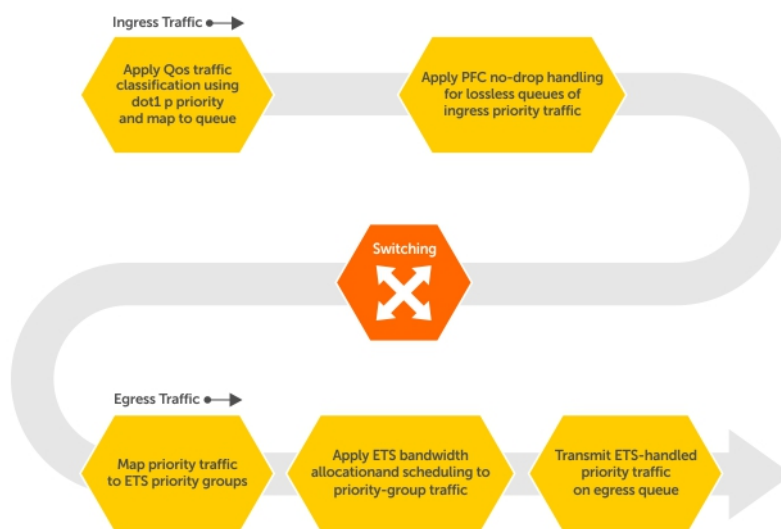 Ingress Traffic
Apply Qos traffic
classification using
dot1 p priority
and map to queue
Apply PFC no-drop handling
for lossless queues of
ingress priority traffic
Switching
Egress Traffic
Map priority traffic
to ETS priority groups
Apply ETS bandwidth
allocationand scheduling to
priority-group traffic
Transmit ETS-handled
priority traffic
on egress queue